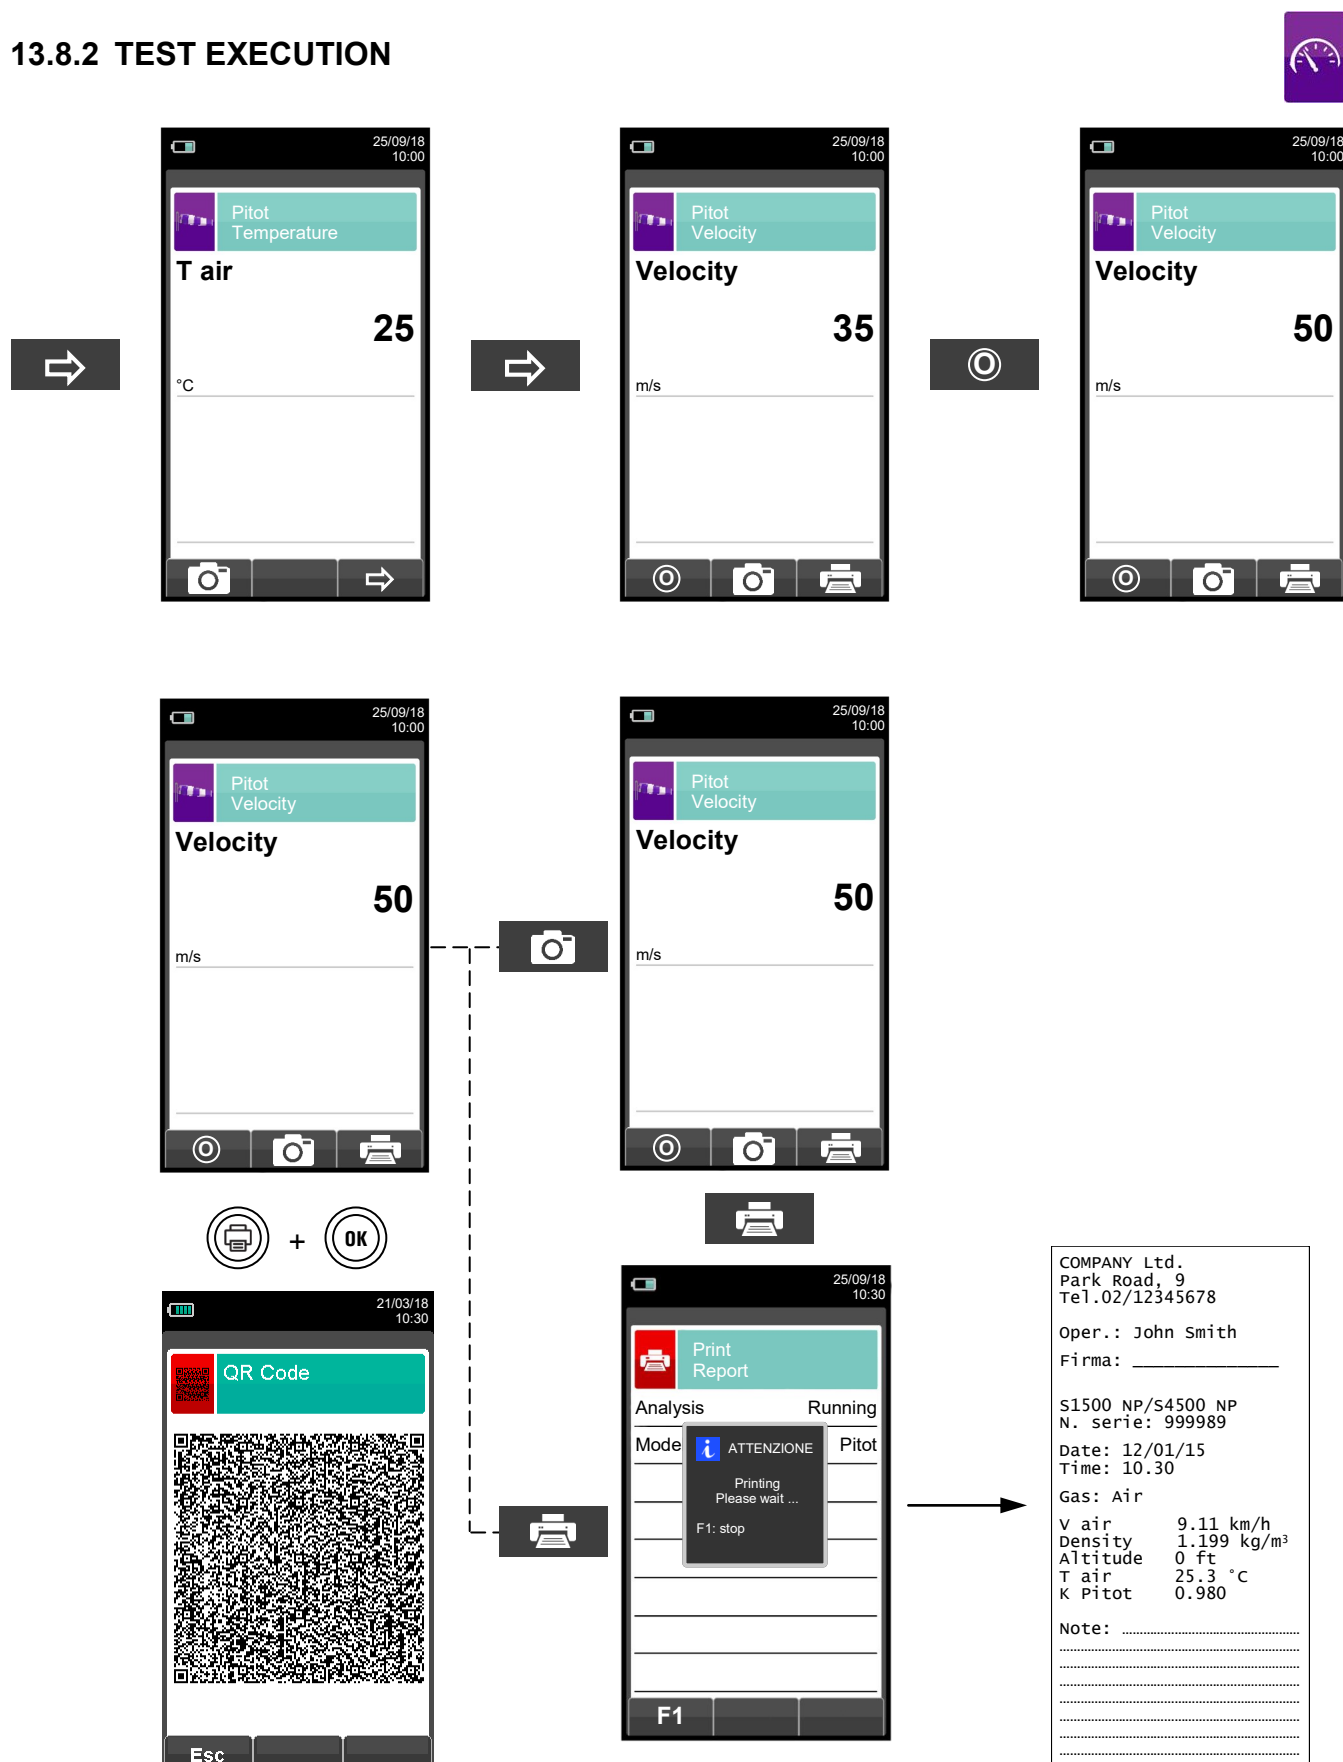 13.8.2 TEST EXECUTION
25/09/18
10:00
Pitot
Temperature
T air
25
°C
25/09/18
10:00
Pitot
Velocity
Velocity
35
m/s
25/09/18
10:00
Pitot
Velocity
Velocity
50
m/s
25/09/18
10:00
Pitot
Velocity
Velocity
50
m/s
25/09/18
10:00
Pitot
Velocity
Velocity
50
m/s
+
OK
21/03/18
10:30
QR Code
Esc
25/09/18
10:30
Print
Report
Analysis Running
Mode Pitot
i ATTENZIONE
Printing
Please wait ...
F1: stop
F1
COMPANY Ltd.
Park Road, 9
Tel.02/12345678
Oper.: John Smith
Firma: ______________
S1500 NP/S4500 NP
N. serie: 999989
Date: 12/01/15
Time: 10.30
Gas: Air
V air 9.11 km/h
Density 1.199 kg/m³
Altitude 0 ft
T air 25.3 °C
K Pitot 0.980
Note: